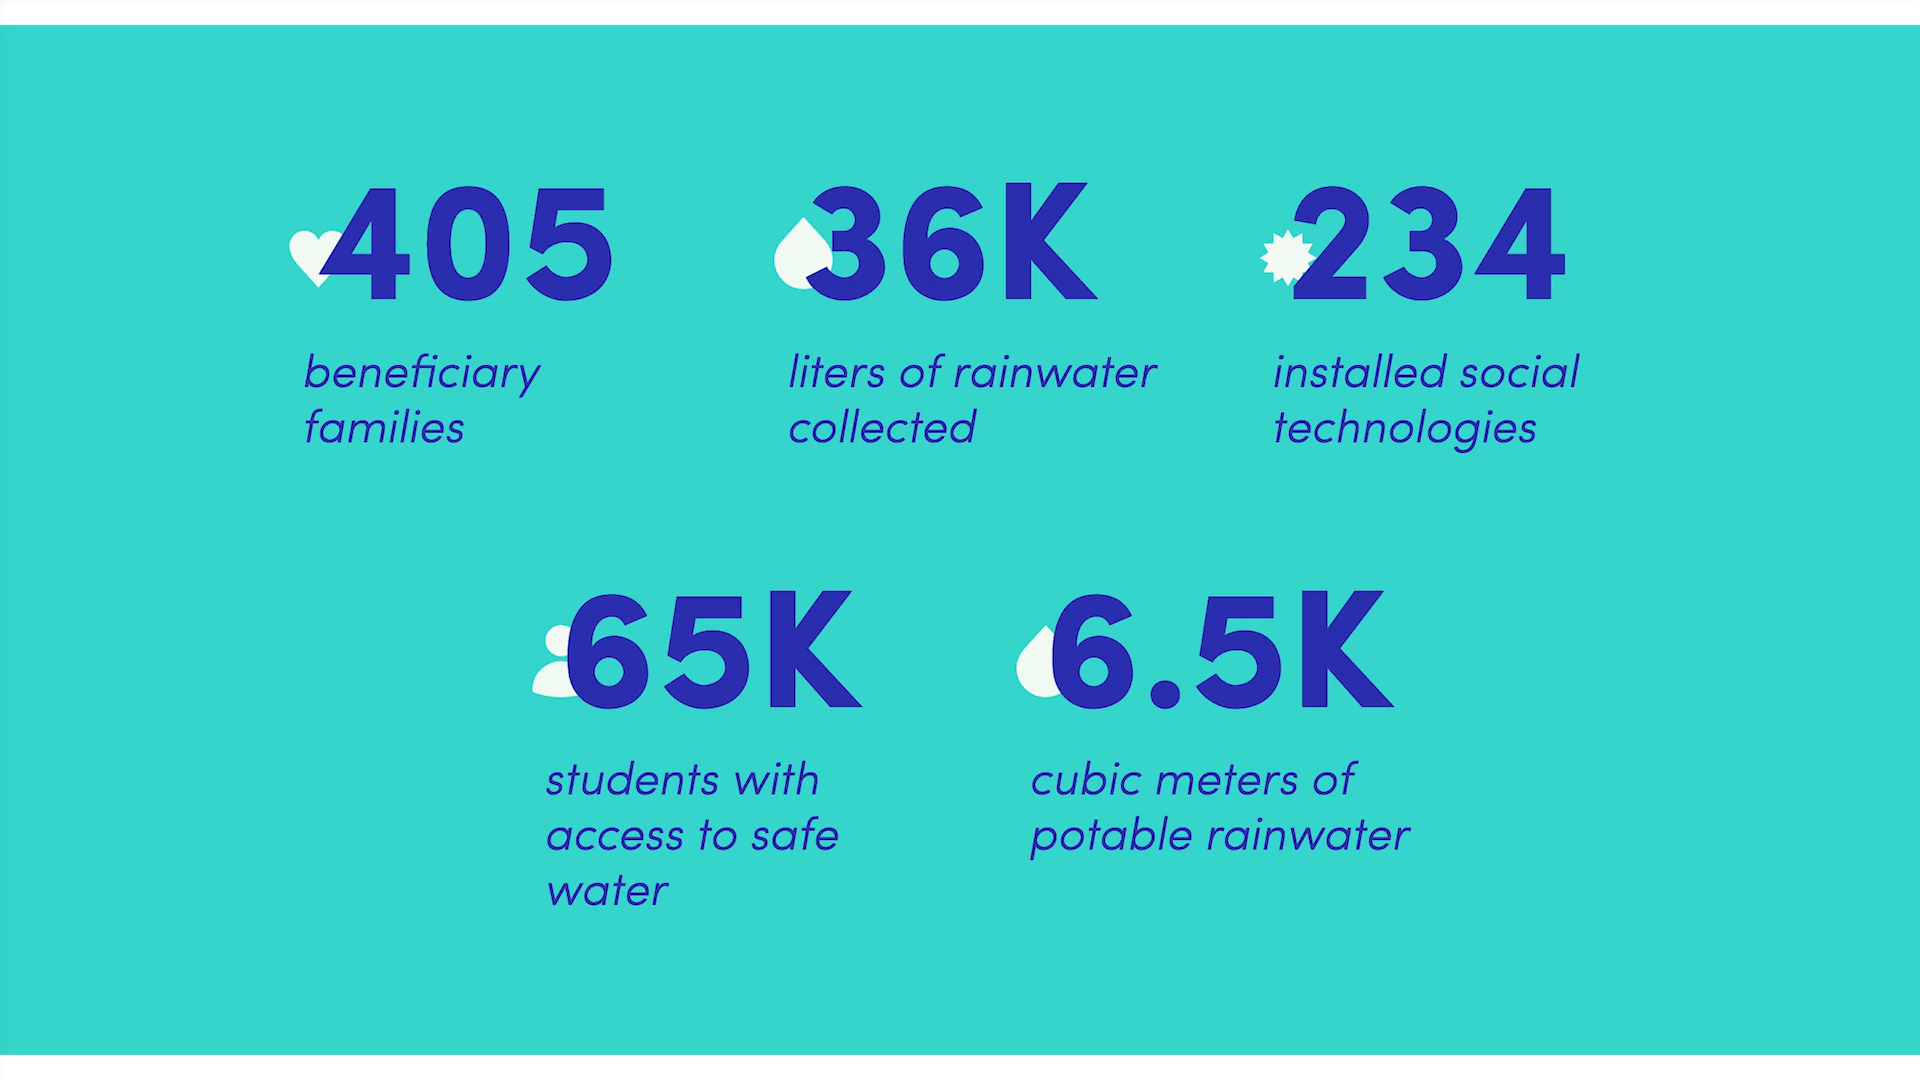 405
36K
234
beneficiary
families
liters of rainwater
collected
installed social
technologies
65K
6.5K
students with
access to safe
water
cubic meters of
potable rainwater